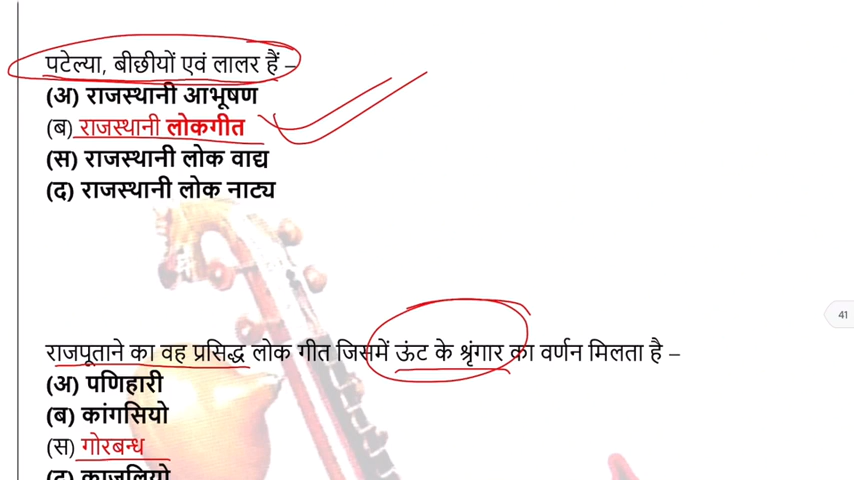 पटेल्या, बीछीयों एवं लालर हैं –
(अ) राजस्थानी आभूषण
(ब) राजस्थानी लोकगीत
(स) राजस्थानी लोक वाद्य
(द) राजस्थानी लोक नाट्य
41
राजपूताने का वह प्रसिद्ध लोक गीत जिसमें ऊंट के श्रृंगार का वर्णन मिलता है –
(अ) पणिहारी
(ब) कांगसियो
(स) गोरबन्ध
(द) काजलियो